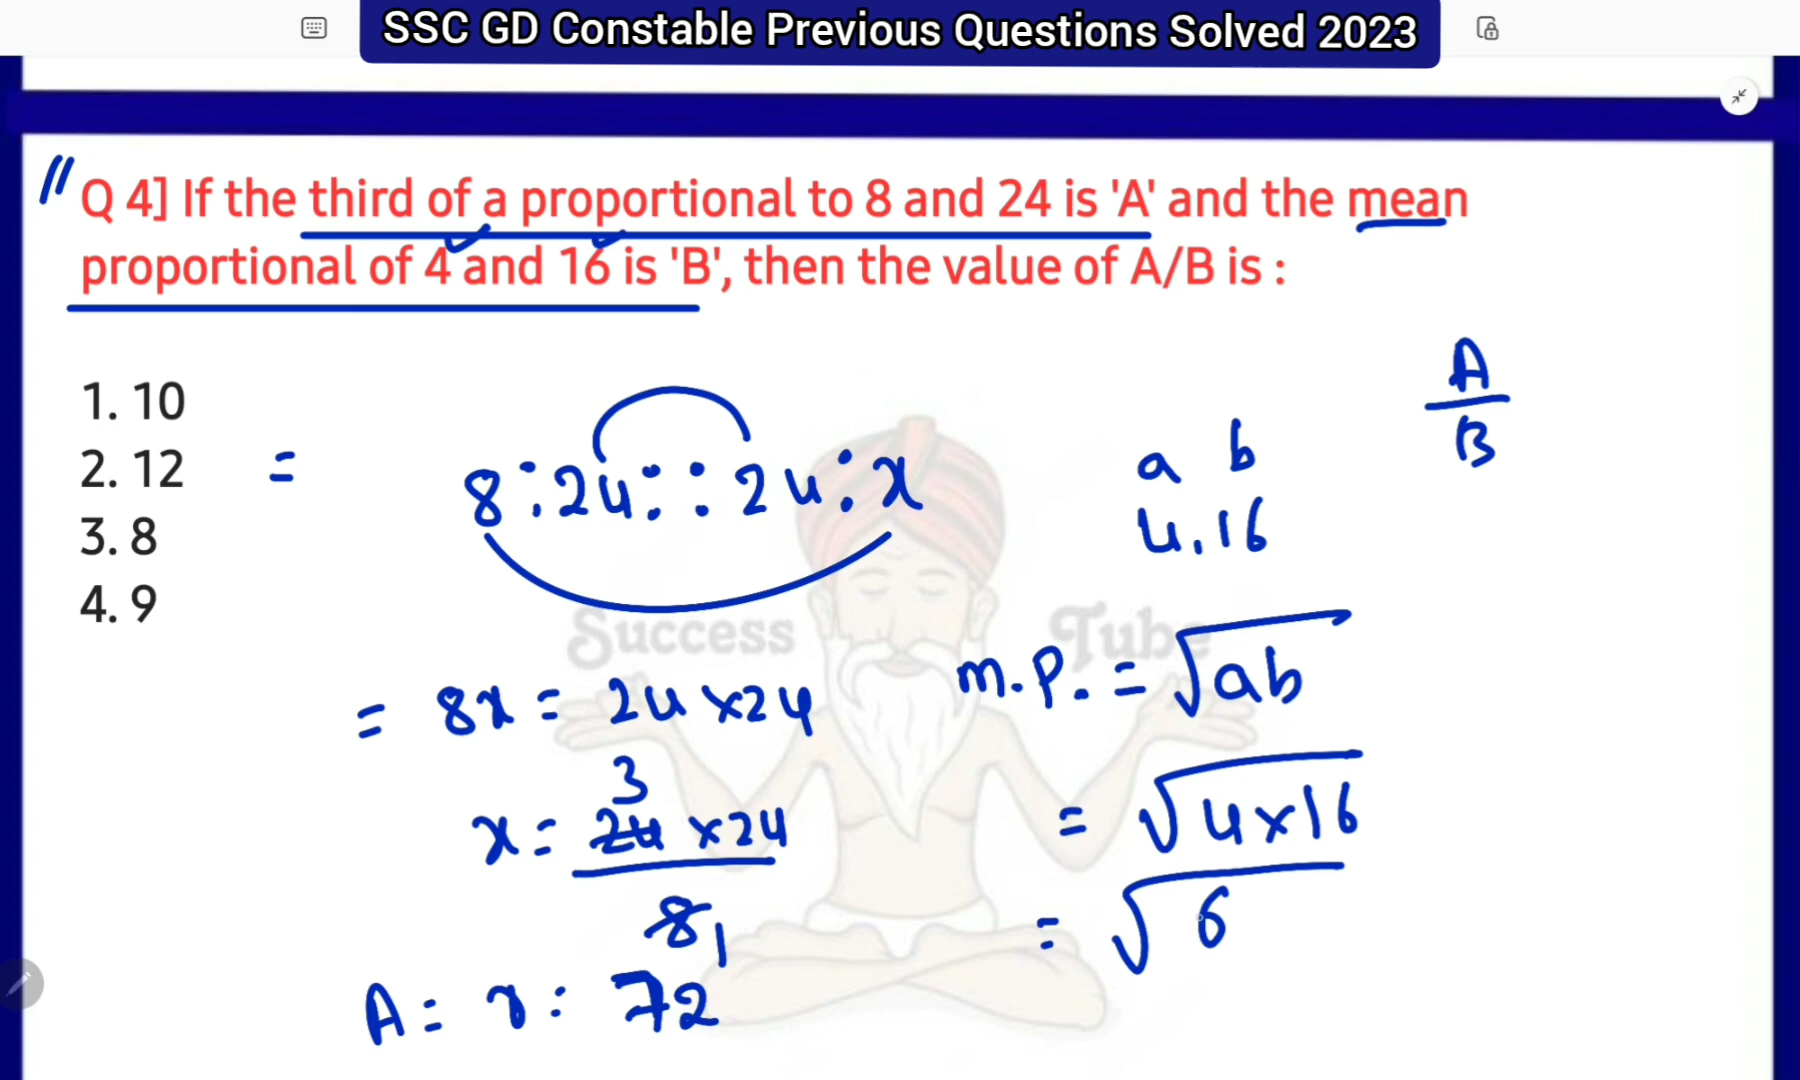 SSC GD Constable Previous Questions Solved 2023
Q 4] If the third of a proportional to 8 and 24 is 'A' and the mean
proportional of 4 and 16 is 'B', then the value of A/B is :
1. 10
2. 12
3. 8
4. 9
= 8:24::24:x
= 8x = 24×24
3
x = 24×24
8 1
A = x = 72
a b
4, 16
A
B
m.p. = √ab
= √4×16
= √6
Success Tube